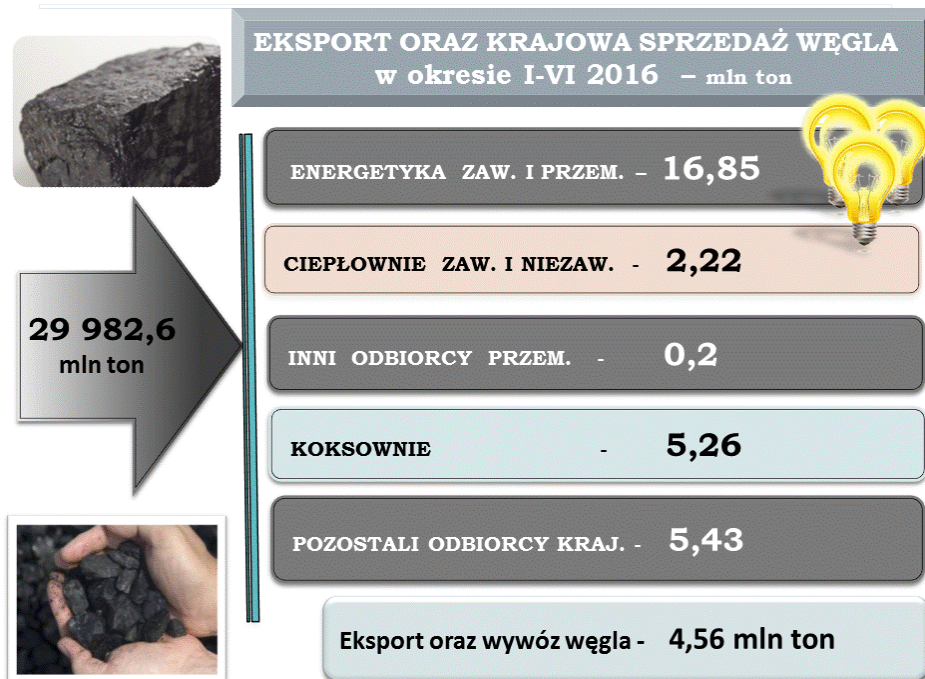 EKSPORT ORAZ KRAJOWA SPRZEDAŻ WĘGLA
w okresie I-VI 2016 – mln ton
ENERGETYKA ZAW. I PRZEM. – 16,85
CIEPŁOWNIE ZAW. I NIEZAW. - 2,22
29 982,6
mln ton
INNI ODBIORCY PRZEM. - 0,2
KOKSOWNIE - 5,26
POZOSTALI ODBIORCY KRAJ. - 5,43
Eksport oraz wywóz węgla - 4,56 mln ton